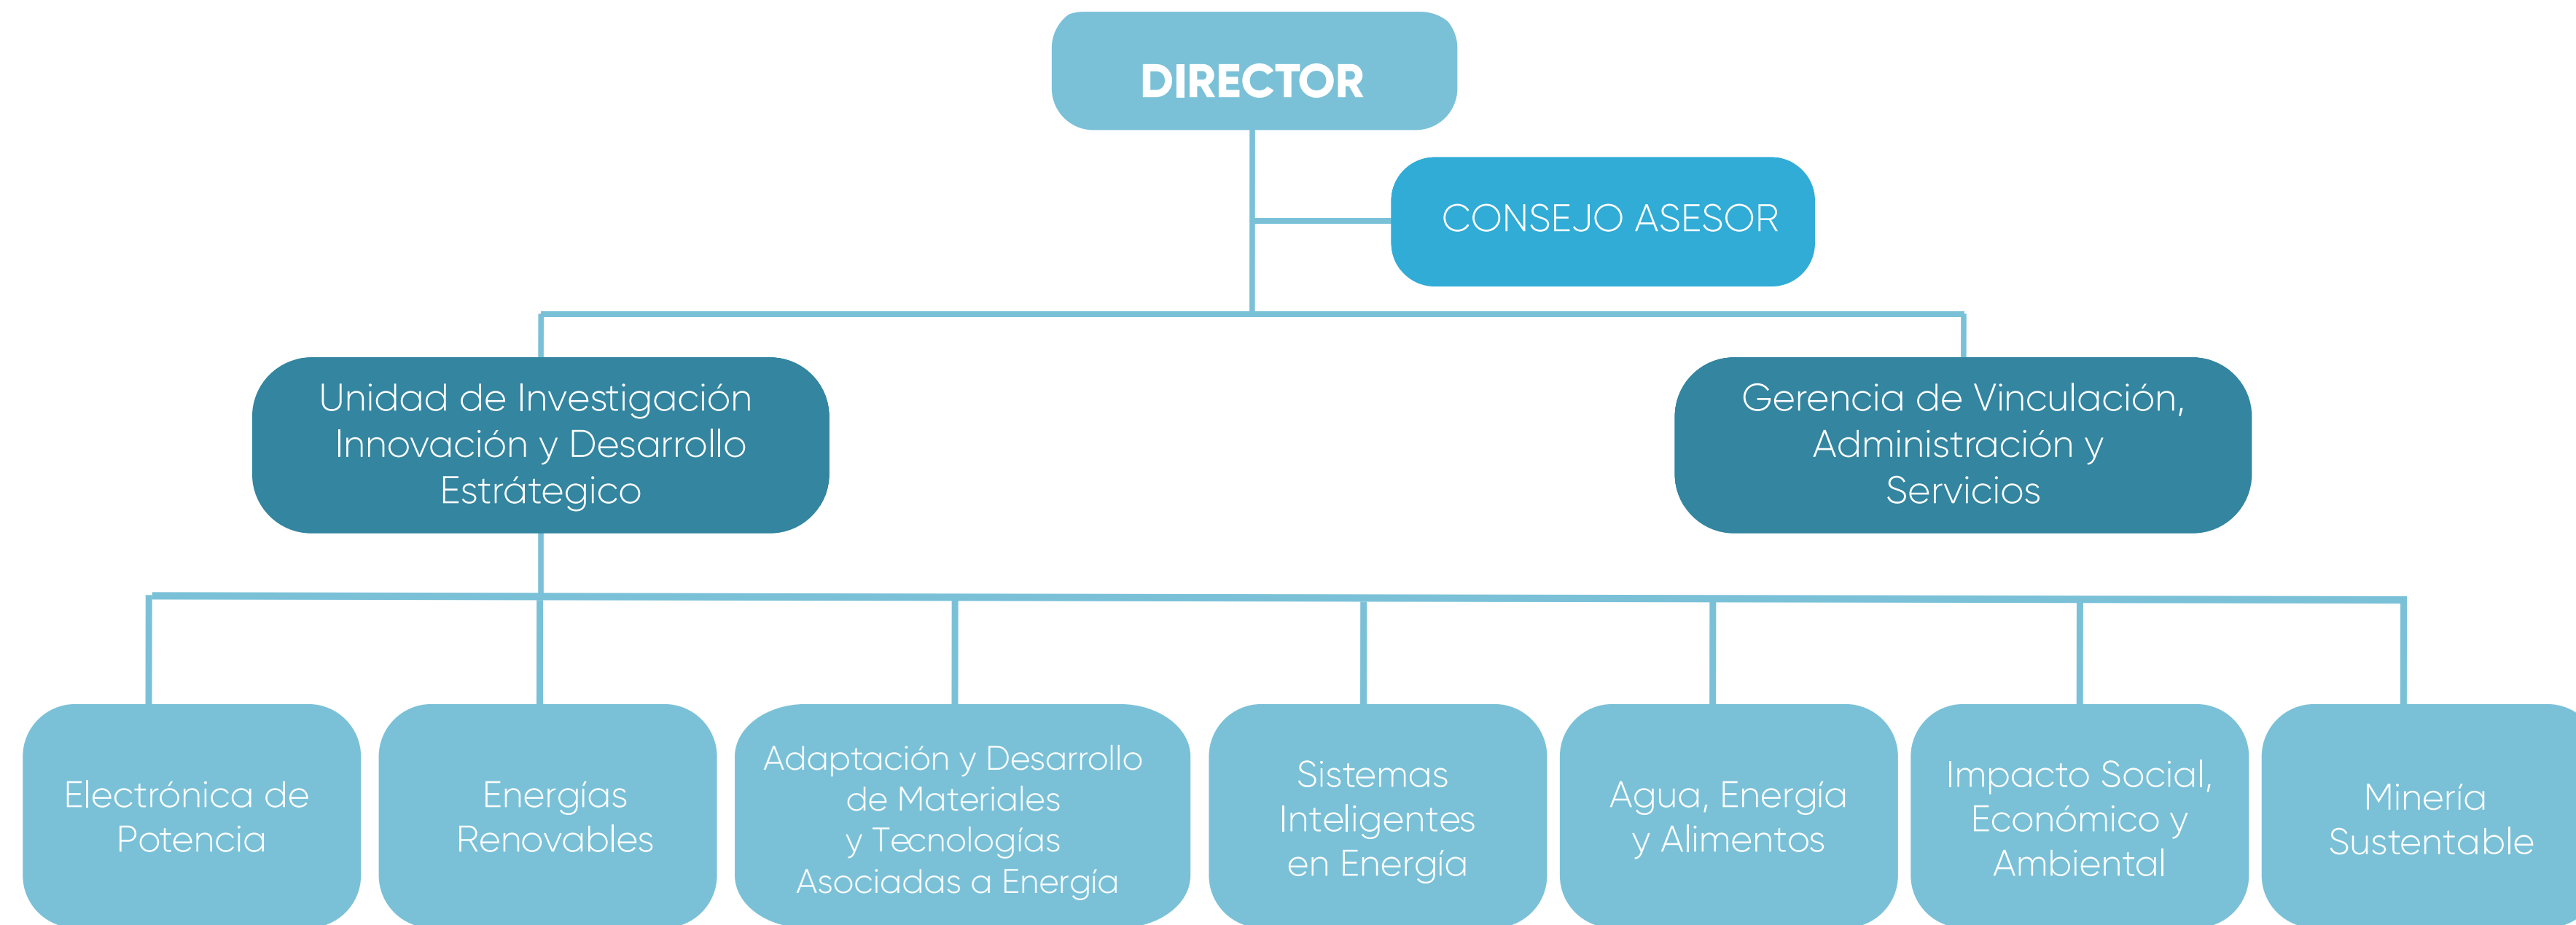 DIRECTOR
CONSEJO ASESOR
Unidad de Investigación
Innovación y Desarrollo
Estrátegico
Gerencia de Vinculación,
Administración y
Servicios
Electrónica de
Potencia
Energías
Renovables
Adaptación y Desarrollo
de Materiales
y Tecnologías
Asociadas a Energía
Sistemas
Inteligentes
en Energía
Agua, Energía
y Alimentos
Impacto Social,
Económico y
Ambiental
Minería
Sustentable